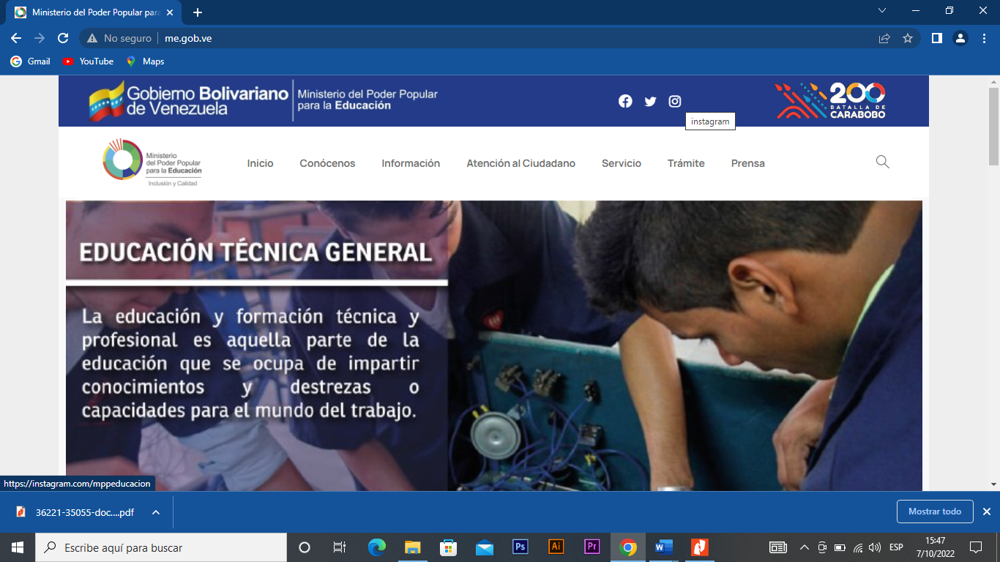 Ministerio del Poder Popular para
No seguro
me.gob.ve
Gmail
YouTube
Maps
Gobierno Bolivariano
de Venezuela
Ministerio del Poder Popular
para la Educación
instagram
200
BATALLA DE
CARABOBO
Ministerio
del Poder Popular
para la Educación
Inclusión y Calidad
Inicio
Conócenos
Información
Atención al Ciudadano
Servicio
Trámite
Prensa
EDUCACIÓN TÉCNICA GENERAL
La educación y formación técnica y
profesional es aquella parte de la
educación que se ocupa de impartir
conocimientos y destrezas o
capacidades para el mundo del trabajo.
https://instagram.com/mppeducacion
36221-35055-doc....pdf
Mostrar todo
Escribe aquí para buscar
Ps
Ai
Pr
W
ESP
15:47
7/10/2022